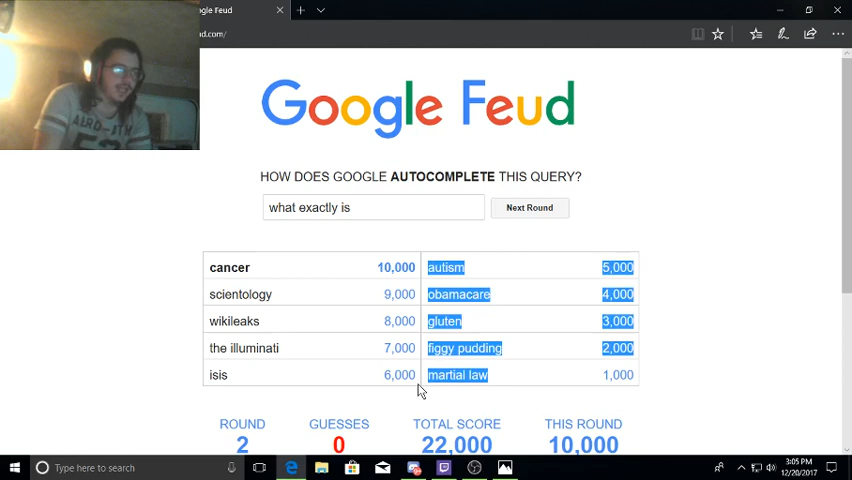 gle Feud
d.com/
AERO
Google Feud
HOW DOES GOOGLE AUTOCOMPLETE THIS QUERY?
what exactly is
Next Round
cancer 10,000 autism 5,000
scientology 9,000 obamacare 4,000
wikileaks 8,000 gluten 3,000
the illuminati 7,000 figgy pudding 2,000
isis 6,000 martial law 1,000
ROUND GUESSES TOTAL SCORE THIS ROUND
2 0 22,000 10,000
Type here to search
3:05 PM
12/20/2017